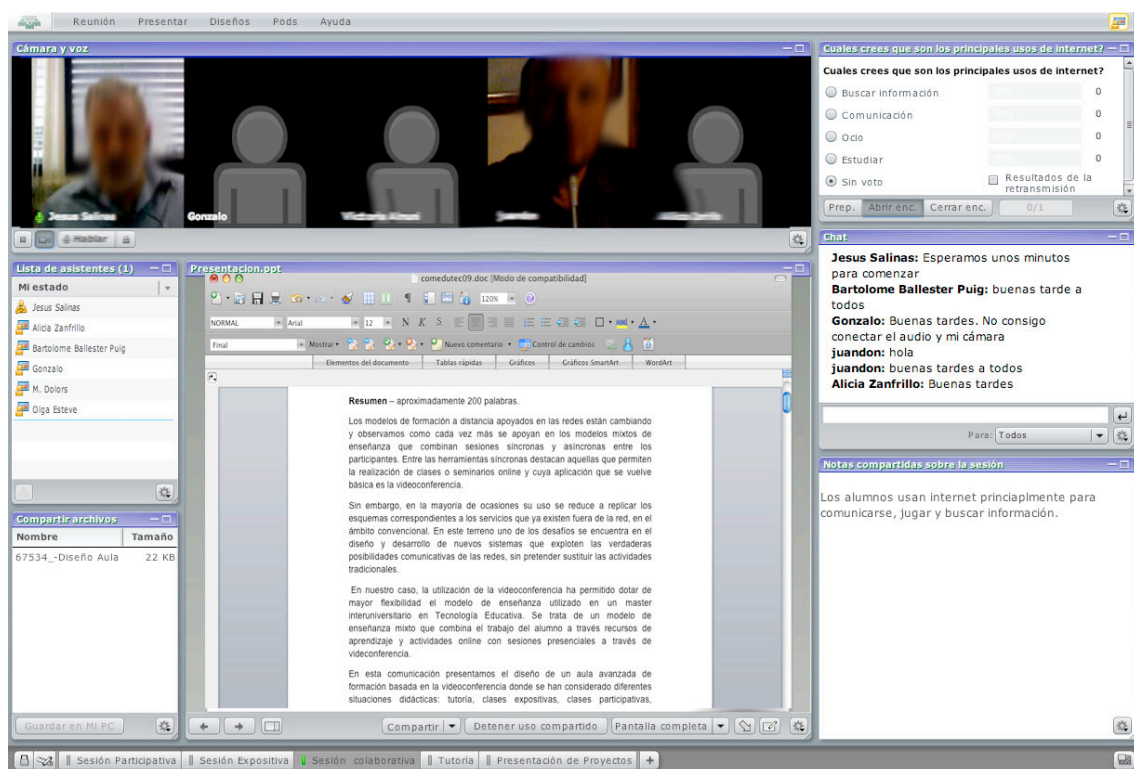 Reunión Presentar Diseños Pods Ayuda
Cámara y voz
Jesus Salinas
Gonzalo
juandon
Hablar
Lista de asistentes (1)
Mi estado
Jesus Salinas
Alicia Zanfrillo
Bartolome Ballester Puig
Gonzalo
M. Dolors
Olga Esteve
Compartir archivos
Nombre Tamaño
67534_-Diseño Aula 22 KB
Guardar en Mi PC
Presentacion.ppt
comedutec09.doc [Modo de compatibilidad]
120%
NORMAL Arial 12 N K S
Final Mostrar Nuevo comentario Control de cambios
Elementos del documento Tablas rápidas Gráficos Gráficos SmartArt WordArt
Resumen – aproximadamente 200 palabras.
Los modelos de formación a distancia apoyados en las redes están cambiando
y observamos como cada vez más se apoyan en los modelos mixtos de
enseñanza que combinan sesiones síncronas y asíncronas entre los
participantes. Entre las herramientas síncronas destacan aquellas que permiten
la realización de clases o seminarios online y cuya aplicación que se vuelve
básica es la videoconferencia.
Sin embargo, en la mayoría de ocasiones su uso se reduce a replicar los
esquemas correspondientes a los servicios que ya existen fuera de la red, en el
ámbito convencional. En este terreno uno de los desafíos se encuentra en el
diseño y desarrollo de nuevos sistemas que exploten las verdaderas
posibilidades comunicativas de las redes, sin pretender sustituir las actividades
tradicionales.
En nuestro caso, la utilización de la videoconferencia ha permitido dotar de
mayor flexibilidad el modelo de enseñanza utilizado en un master
interuniversitario en Tecnología Educativa. Se trata de un modelo de
enseñanza mixto que combina el trabajo del alumno a través recursos de
aprendizaje y actividades online con sesiones presenciales a través de
videoconferencia.
En esta comunicación presentamos el diseño de un aula avanzada de
formación basada en la videoconferencia donde se han considerado diferentes
situaciones didácticas: tutoría, clases expositivas, clases participativas,
Compartir Detener uso compartido Pantalla completa
Cuales crees que son los principales usos de internet?
Cuales crees que son los principales usos de internet?
Buscar información 0
Comunicación 0
Ocio 0
Estudiar 0
Sin voto Resultados de la
retransmisión
Prep. Abrir enc. Cerrar enc. 0/1
Chat
Jesus Salinas: Esperamos unos minutos
para comenzar
Bartolome Ballester Puig: buenas tarde a
todos
Gonzalo: Buenas tardes. No consigo
conectar el audio y mi cámara
juandon: hola
juandon: buenas tardes a todos
Alicia Zanfrillo: Buenas tardes
Para: Todos
Notas compartidas sobre la sesión
Los alumnos usan internet princiaplmente para
comunicarse, jugar y buscar información.
Sesión Participativa Sesión Expositiva Sesión colaborativa Tutoría Presentación de Proyectos +